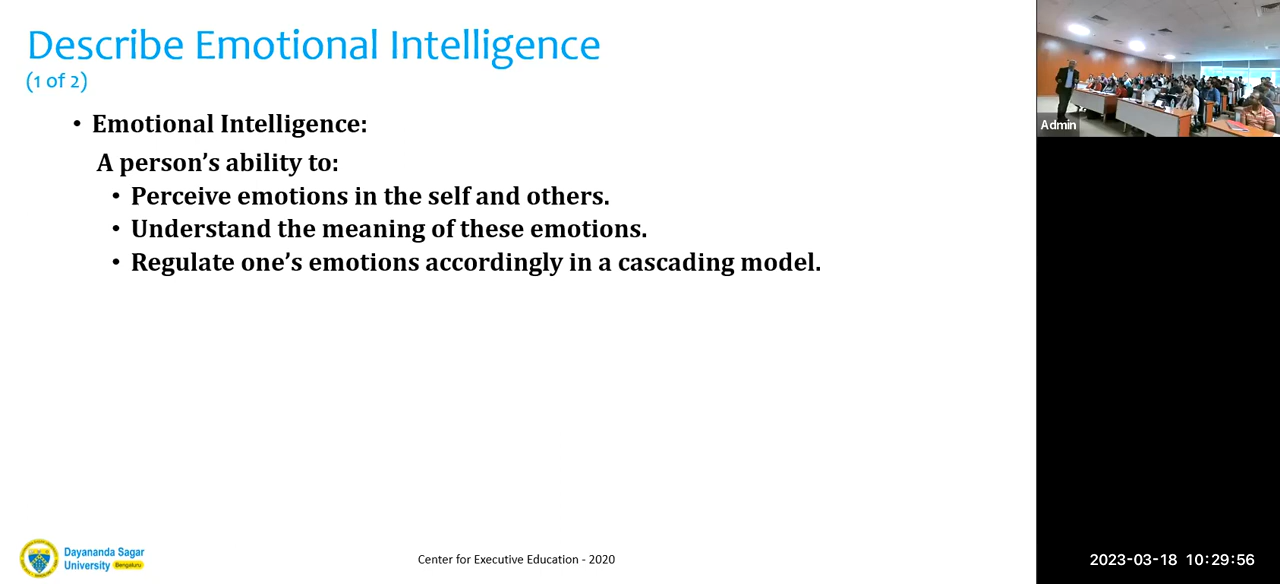 Describe Emotional Intelligence
(1 of 2)
• Emotional Intelligence:
A person’s ability to:
• Perceive emotions in the self and others.
• Understand the meaning of these emotions.
• Regulate one’s emotions accordingly in a cascading model.
Admin
Dayananda Sagar
University Bengaluru
Center for Executive Education - 2020
2023-03-18 10:29:56